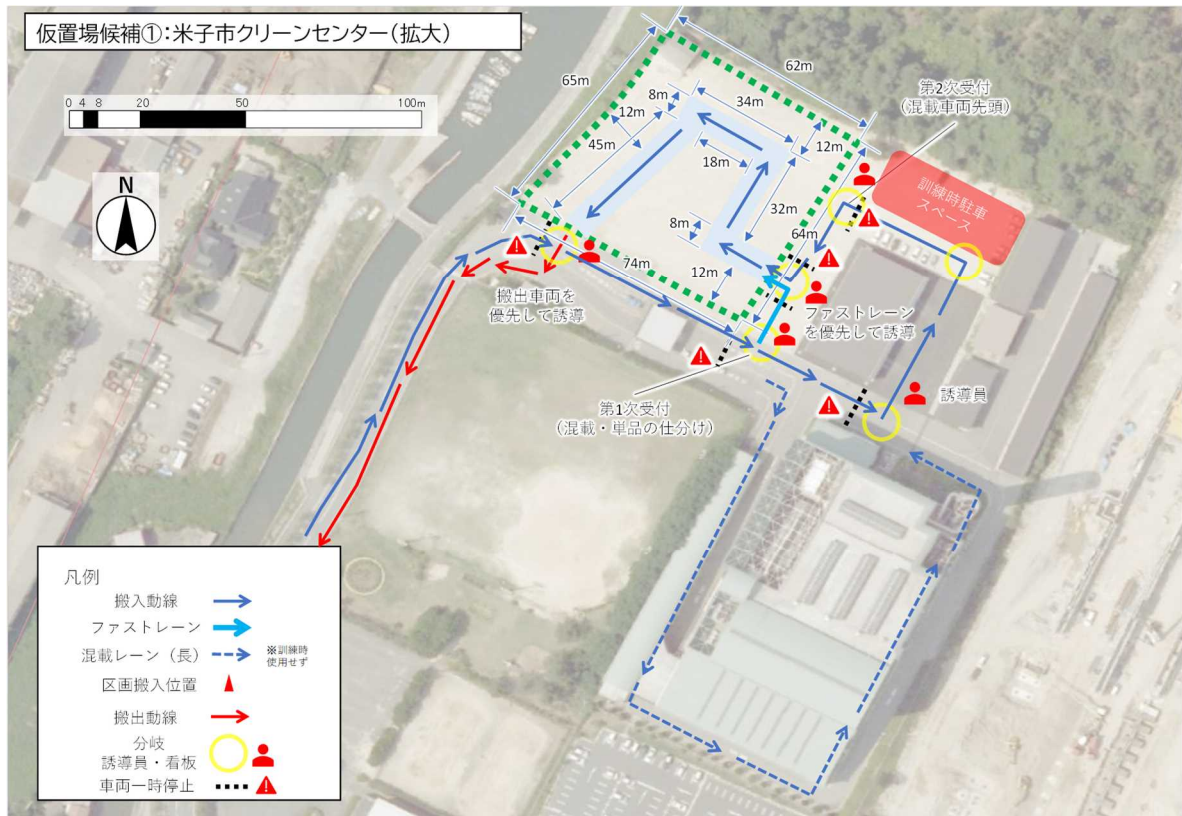 仮置場候補①:米子市クリーンセンター(拡大)
0 4 8 20 50 100m
N
65m
62m
8m
34m
12m
45m
12m
18m
32m
8m
64m
12m
74m
第2次受付
(混載車両先頭)
訓練時駐車
スペース
搬出車両を
優先して誘導
ファストレーン
を優先して誘導
第1次受付
(混載・単品の仕分け)
誘導員
凡例
搬入動線
ファストレーン
混載レーン(長)
※訓練時
使用せず
区画搬入位置
搬出動線
分岐
誘導員・看板
車両一時停止